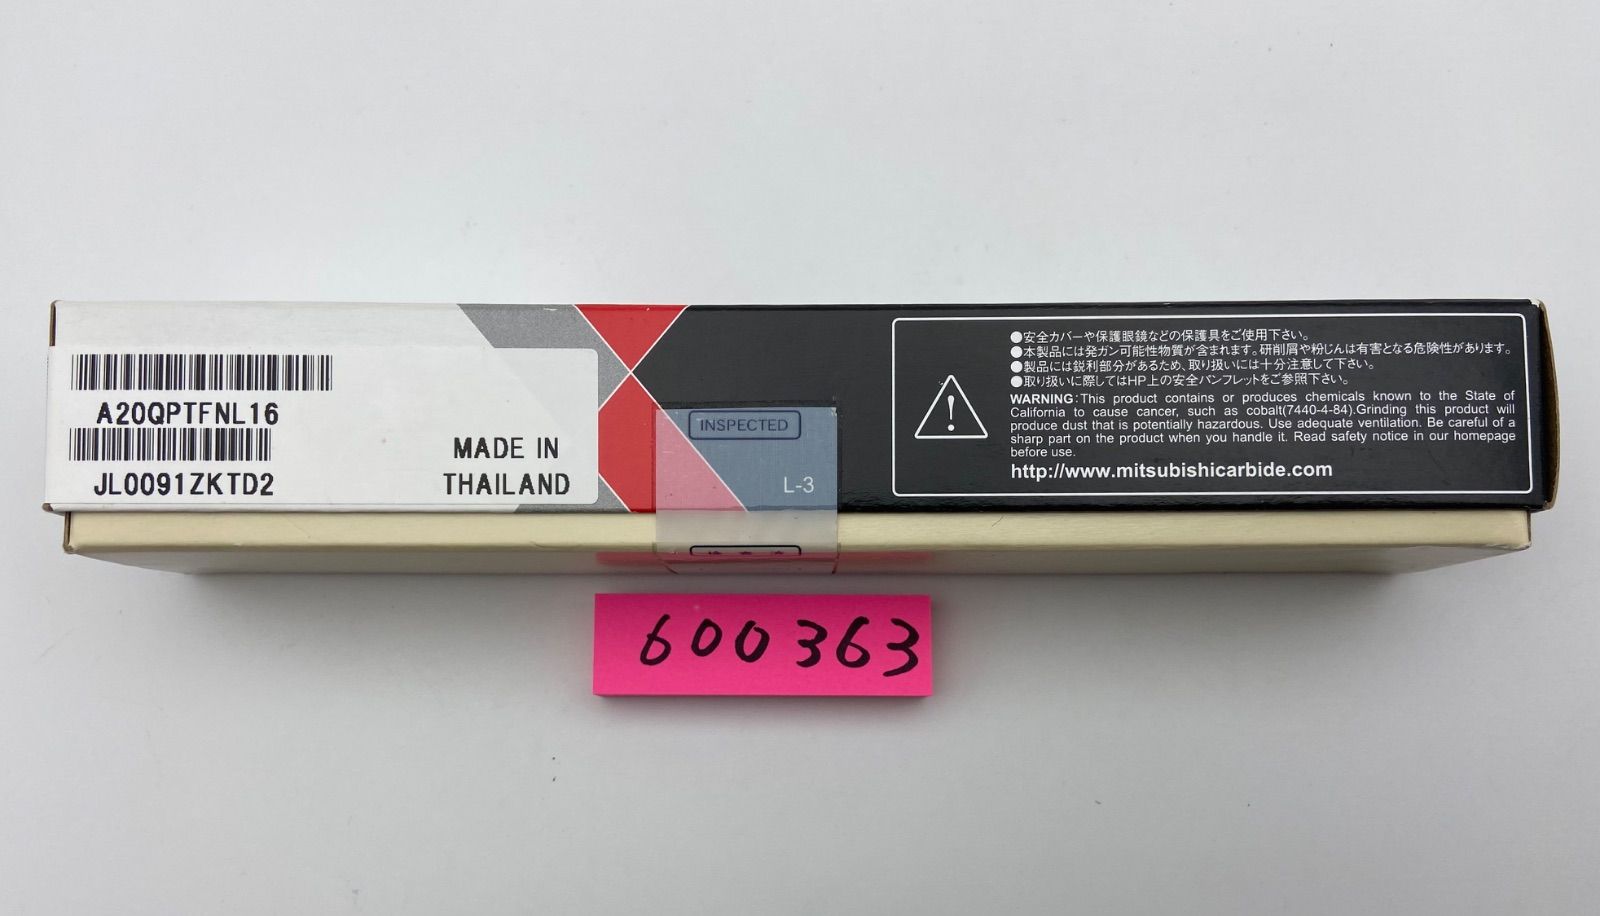 A20QPTFNL16
JL0091ZKTD2
MADE IN
THAILAND
INSPECTED
L-3
●安全カバーや保護眼鏡などの保護具をご使用下さい。
●本製品には発ガン可能性物質が含まれます。研削屑や粉じんは有害となる危険性があります。
●製品には鋭利部分があるため、取り扱いには十分注意して下さい。
●取り扱いに際してはHP上の安全パンフレットをご参照下さい。
WARNING:This product contains or produces chemicals known to the State of
California to cause cancer, such as cobalt(7440-4-84).Grinding this product will
produce dust that is potentially hazardous. Use adequate ventilation. Be careful of a
sharp part on the product when you handle it. Read safety notice in our homepage
before use.
http://www.mitsubishicarbide.com
600363